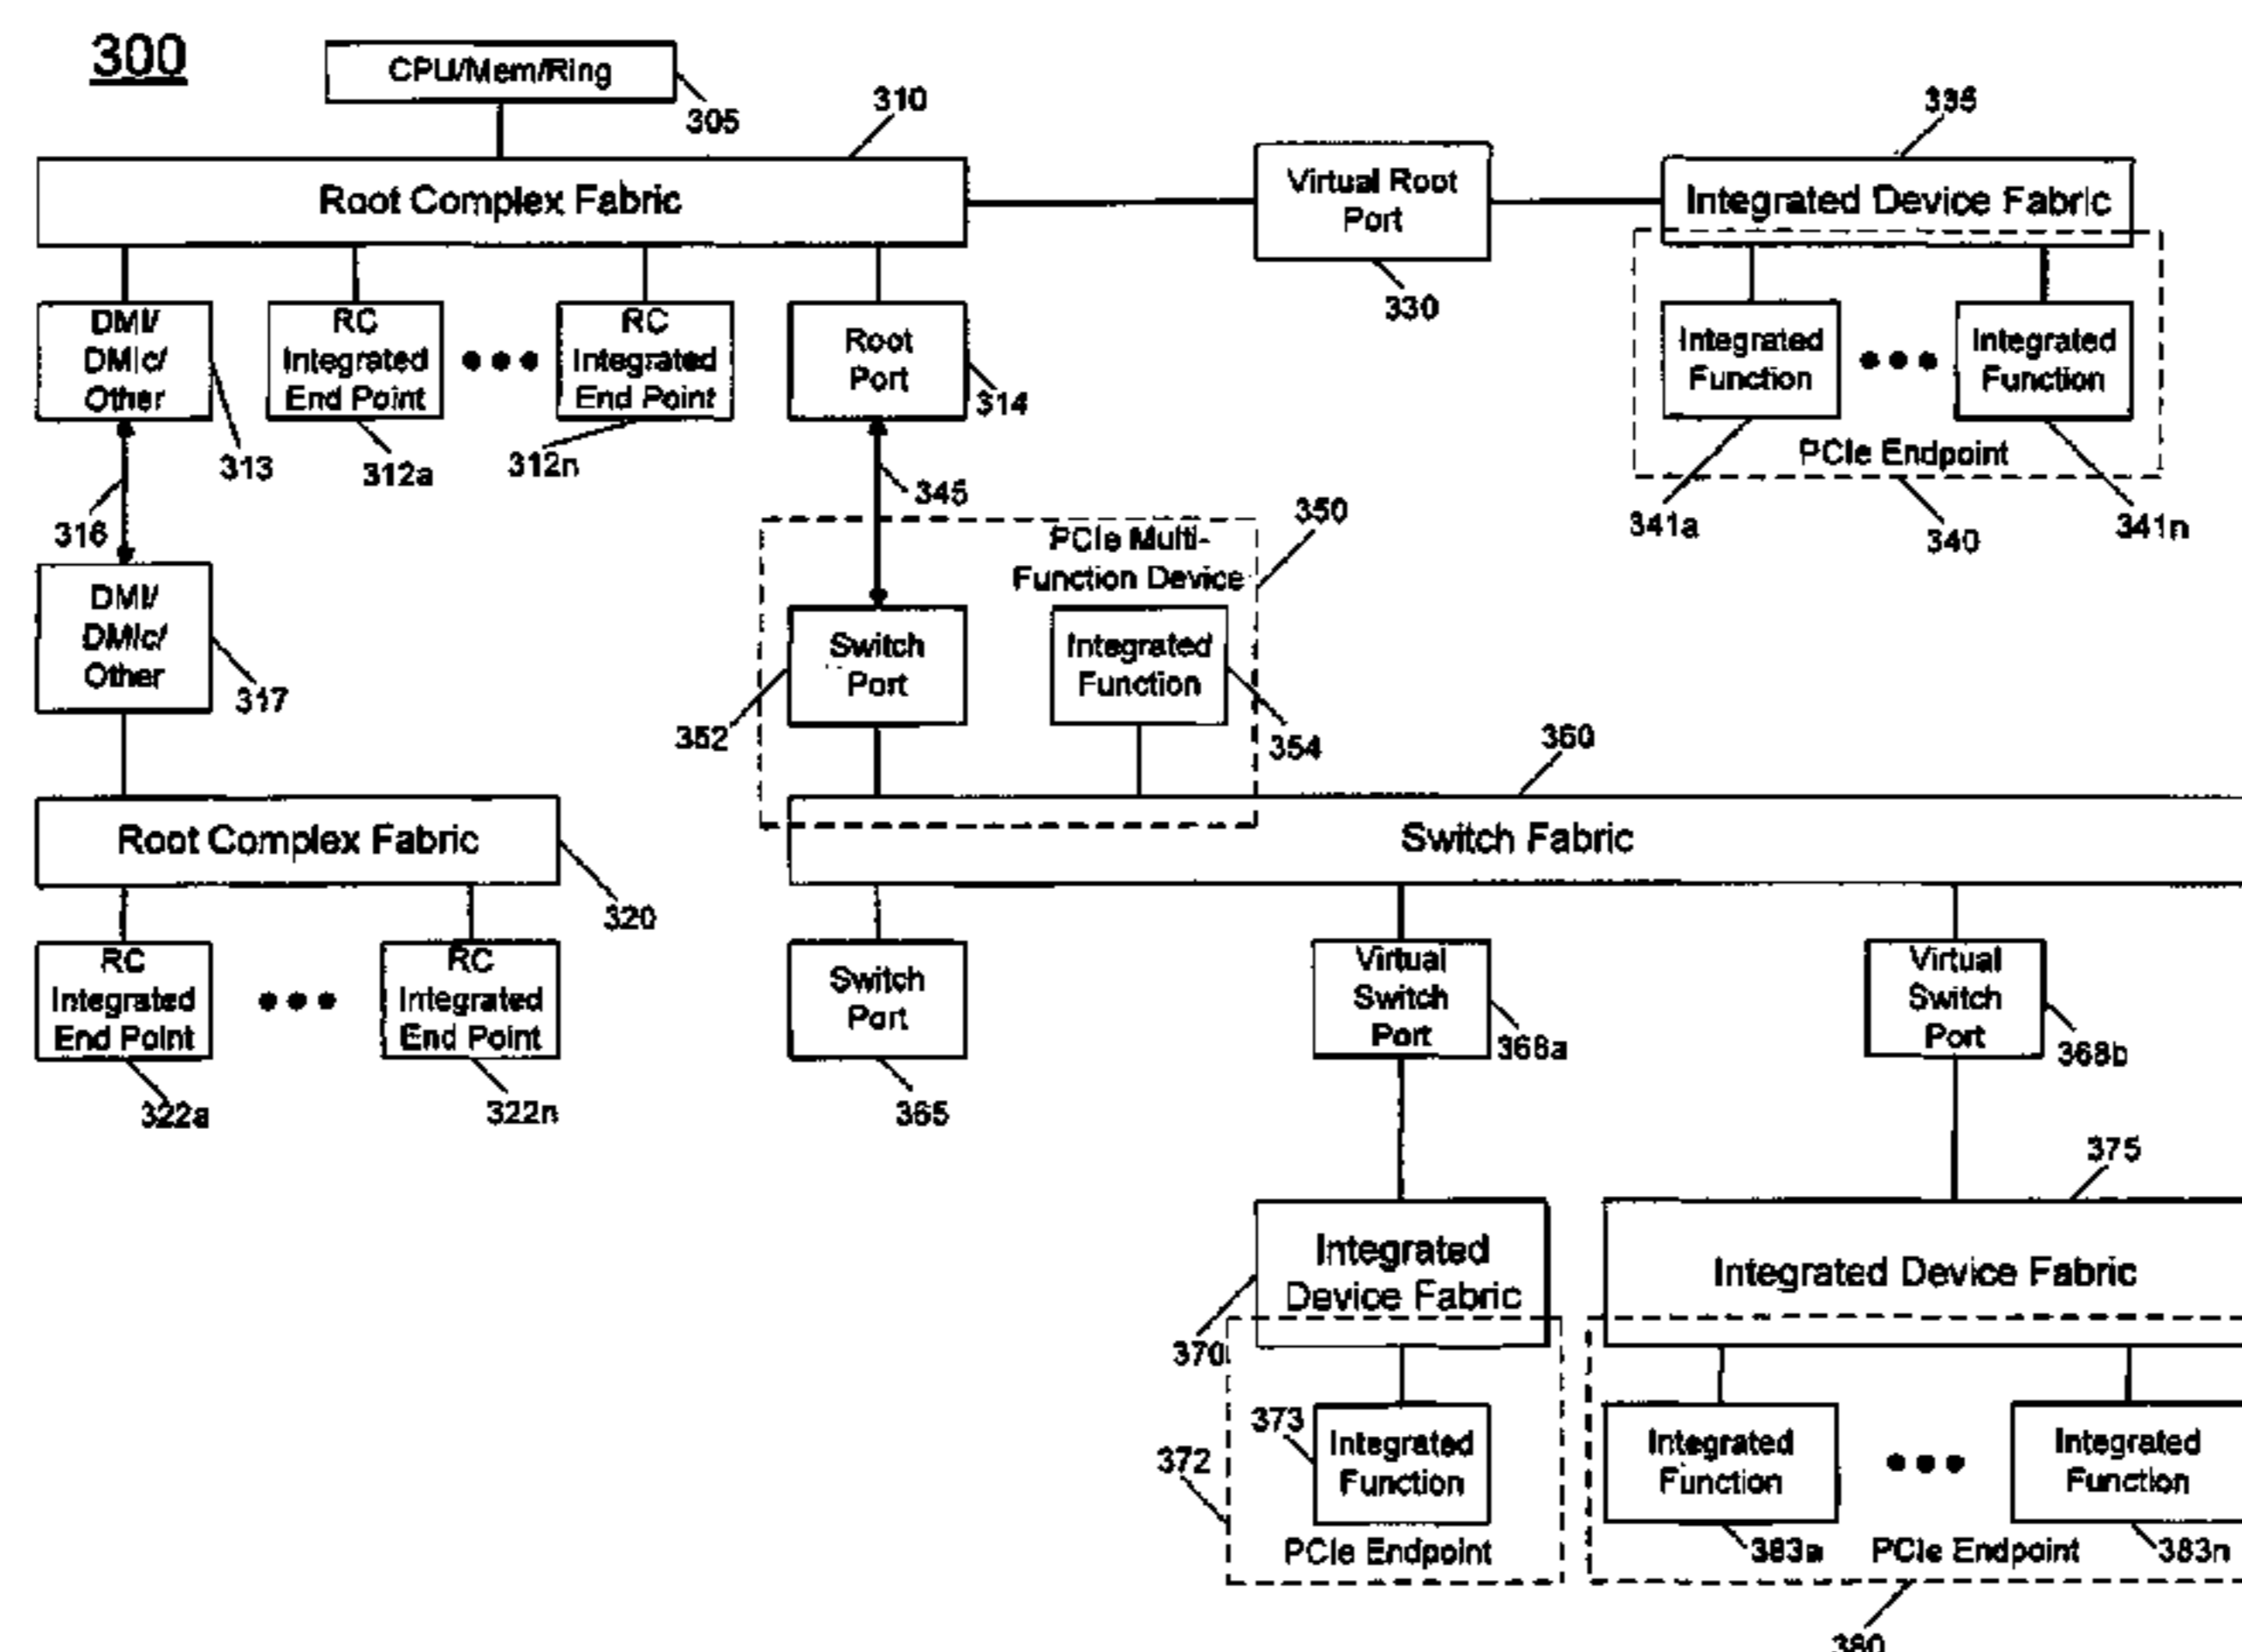 300
CPU/Mem/Ring
305
310
335
Root Complex Fabric
Virtual Root
Port
330
Integrated Device Fabric
DMI/
DMIc/
Other
313
RC
Integrated
End Point
312a
RC
Integrated
End Point
312n
Root
Port
314
Integrated
Function
341a
Integrated
Function
341n
PCIe Endpoint
340
316
345
350
PCIe Multi-
Function Device
DMI/
DMIc/
Other
317
Switch
Port
352
Integrated
Function
354
360
Root Complex Fabric
320
Switch Fabric
RC
Integrated
End Point
322a
RC
Integrated
End Point
322n
Switch
Port
365
Virtual
Switch
Port
368a
Virtual
Switch
Port
368b
375
Integrated
Device Fabric
370
Integrated Device Fabric
373
372
Integrated
Function
PCIe Endpoint
Integrated
Function
383a
Integrated
Function
383n
PCIe Endpoint
380